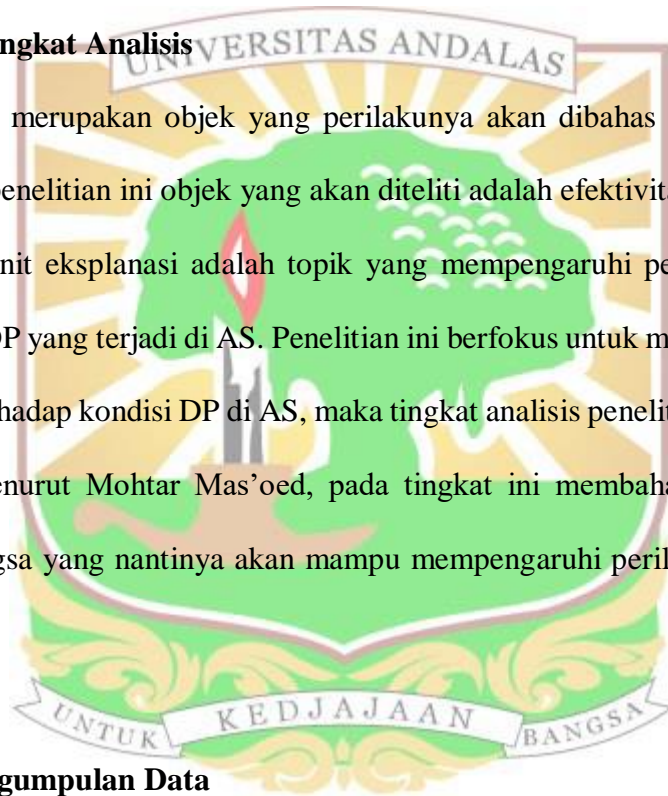 ngkat Analisis
UNIVERSITAS ANDALAS
merupakan objek yang perilakunya akan dibahas
penelitian ini objek yang akan diteliti adalah efektivita
nit eksplanasi adalah topik yang mempengaruhi pe
DP yang terjadi di AS. Penelitian ini berfokus untuk m
hadap kondisi DP di AS, maka tingkat analisis penelit
enurut Mohtar Mas’oed, pada tingkat ini membaha
gsa yang nantinya akan mampu mempengaruhi peril
UNTUK KEDJAJAAN BANGSA
gumpulan Data